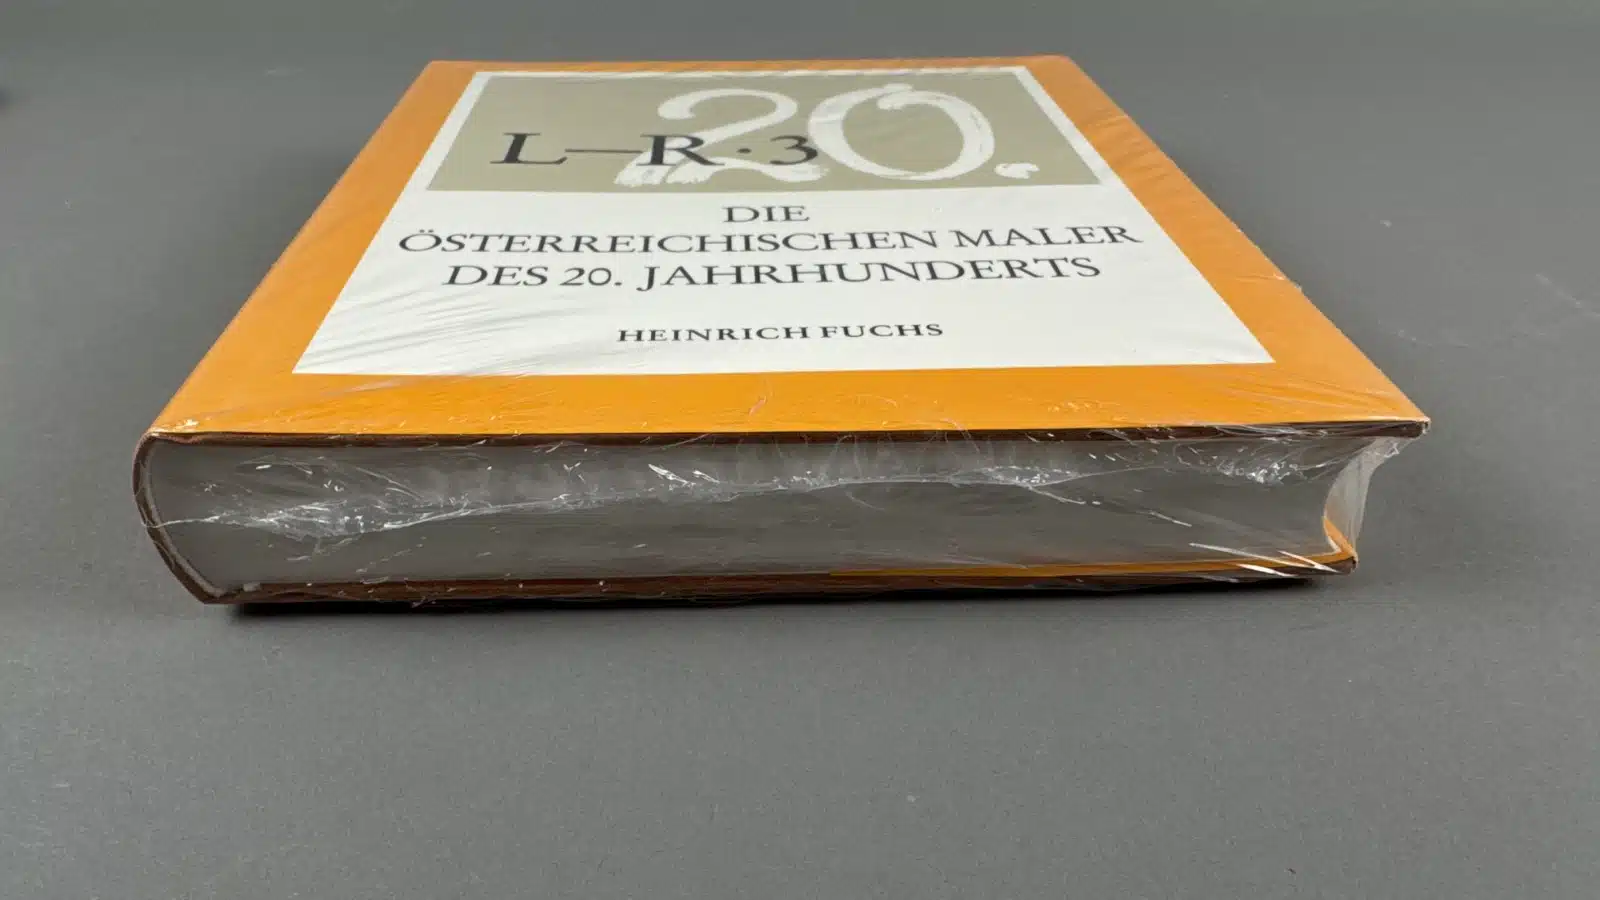 20.
L—R·3
DIE
ÖSTERREICHISCHEN MALER
DES 20. JAHRHUNDERTS
HEINRICH FUCHS